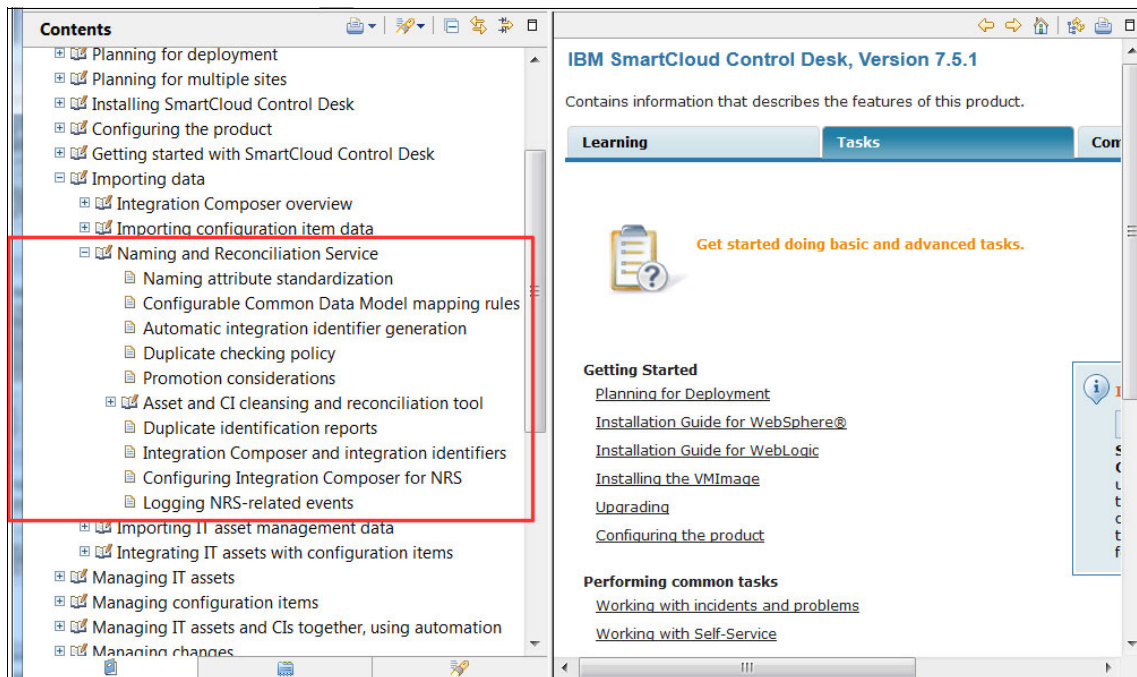 Contents
Planning for deployment
Planning for multiple sites
Installing SmartCloud Control Desk
Configuring the product
Getting started with SmartCloud Control Desk
Importing data
Integration Composer overview
Importing configuration item data
Naming and Reconciliation Service
Naming attribute standardization
Configurable Common Data Model mapping rules
Automatic integration identifier generation
Duplicate checking policy
Promotion considerations
Asset and CI cleansing and reconciliation tool
Duplicate identification reports
Integration Composer and integration identifiers
Configuring Integration Composer for NRS
Logging NRS-related events
Importing IT asset management data
Integrating IT assets with configuration items
Managing IT assets
Managing configuration items
Managing IT assets and CIs together, using automation
Managing changes
IBM SmartCloud Control Desk, Version 7.5.1
Contains information that describes the features of this product.
Learning
Tasks
Get started doing basic and advanced tasks.
Getting Started
Planning for Deployment
Installation Guide for WebSphere®
Installation Guide for WebLogic
Installing the VMImage
Upgrading
Configuring the product
Performing common tasks
Working with incidents and problems
Working with Self-Service